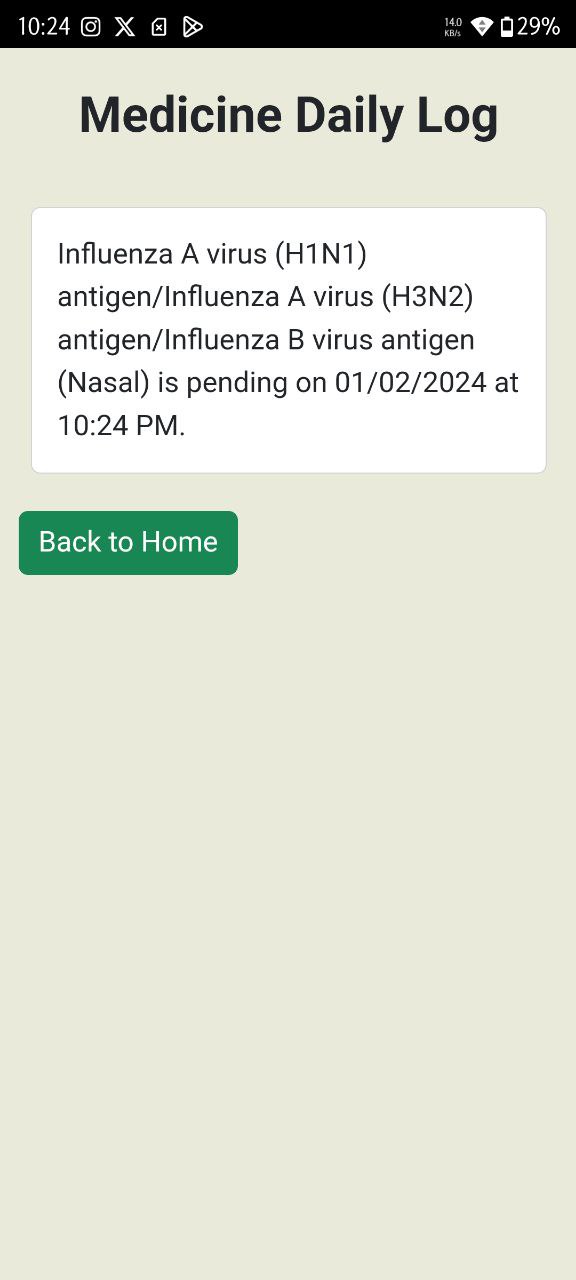 10:24
14.0
KB/s
29%
Medicine Daily Log
Influenza A virus (H1N1)
antigen/Influenza A virus (H3N2)
antigen/Influenza B virus antigen
(Nasal) is pending on 01/02/2024 at
10:24 PM.
Back to Home